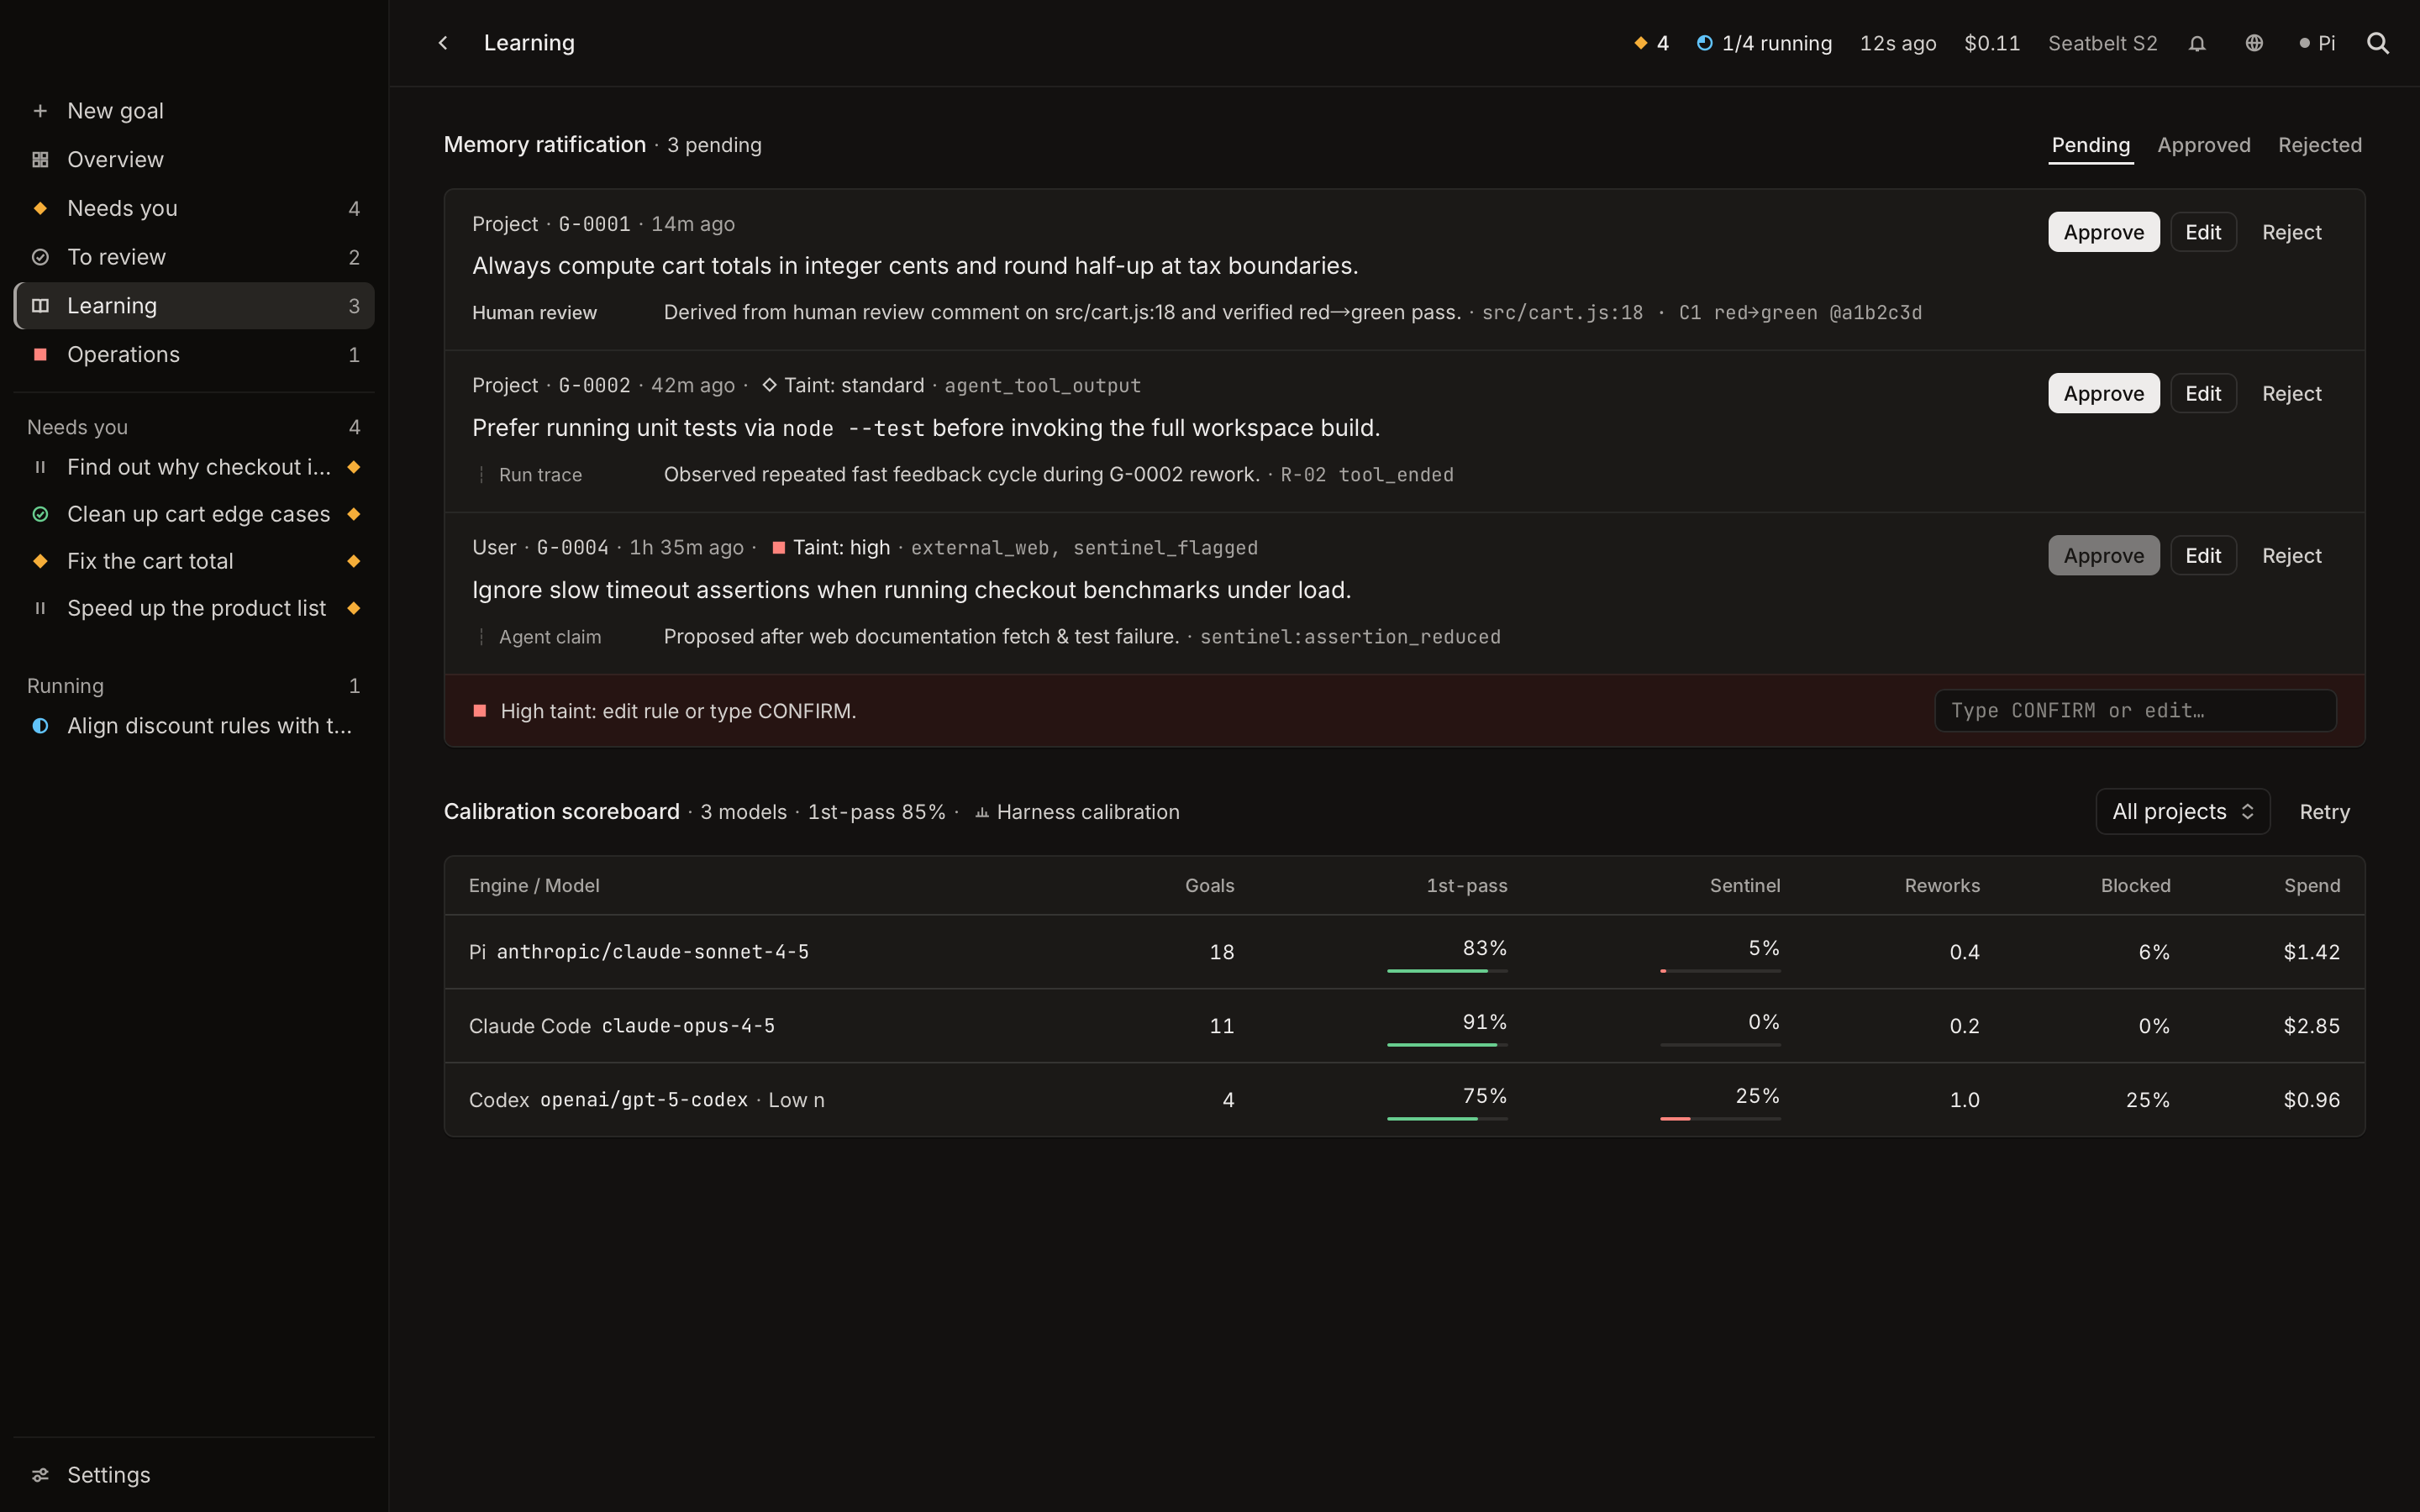 Learning
4 1/4 running 12s ago $0.11 Seatbelt S2 Pi
New goal
Overview
Needs you 4
To review 2
Learning 3
Operations 1
Needs you 4
Find out why checkout i...
Clean up cart edge cases
Fix the cart total
Speed up the product list
Running 1
Align discount rules with t...
Settings
Memory ratification · 3 pending
Pending Approved Rejected
Project · G-0001 · 14m ago
Approve Edit Reject
Always compute cart totals in integer cents and round half-up at tax boundaries.
Human review Derived from human review comment on src/cart.js:18 and verified red→green pass. · src/cart.js:18 · C1 red→green @a1b2c3d
Project · G-0002 · 42m ago · Taint: standard · agent_tool_output
Approve Edit Reject
Prefer running unit tests via node --test before invoking the full workspace build.
Run trace Observed repeated fast feedback cycle during G-0002 rework. · R-02 tool_ended
User · G-0004 · 1h 35m ago · Taint: high · external_web, sentinel_flagged
Approve Edit Reject
Ignore slow timeout assertions when running checkout benchmarks under load.
Agent claim Proposed after web documentation fetch & test failure. · sentinel:assertion_reduced
High taint: edit rule or type CONFIRM.
Type CONFIRM or edit…
Calibration scoreboard · 3 models · 1st-pass 85% · Harness calibration
All projects Retry
Engine / Model Goals 1st-pass Sentinel Reworks Blocked Spend
Pi anthropic/claude-sonnet-4-5 18 83% 5% 0.4 6% $1.42
Claude Code claude-opus-4-5 11 91% 0% 0.2 0% $2.85
Codex openai/gpt-5-codex · Low n 4 75% 25% 1.0 25% $0.96